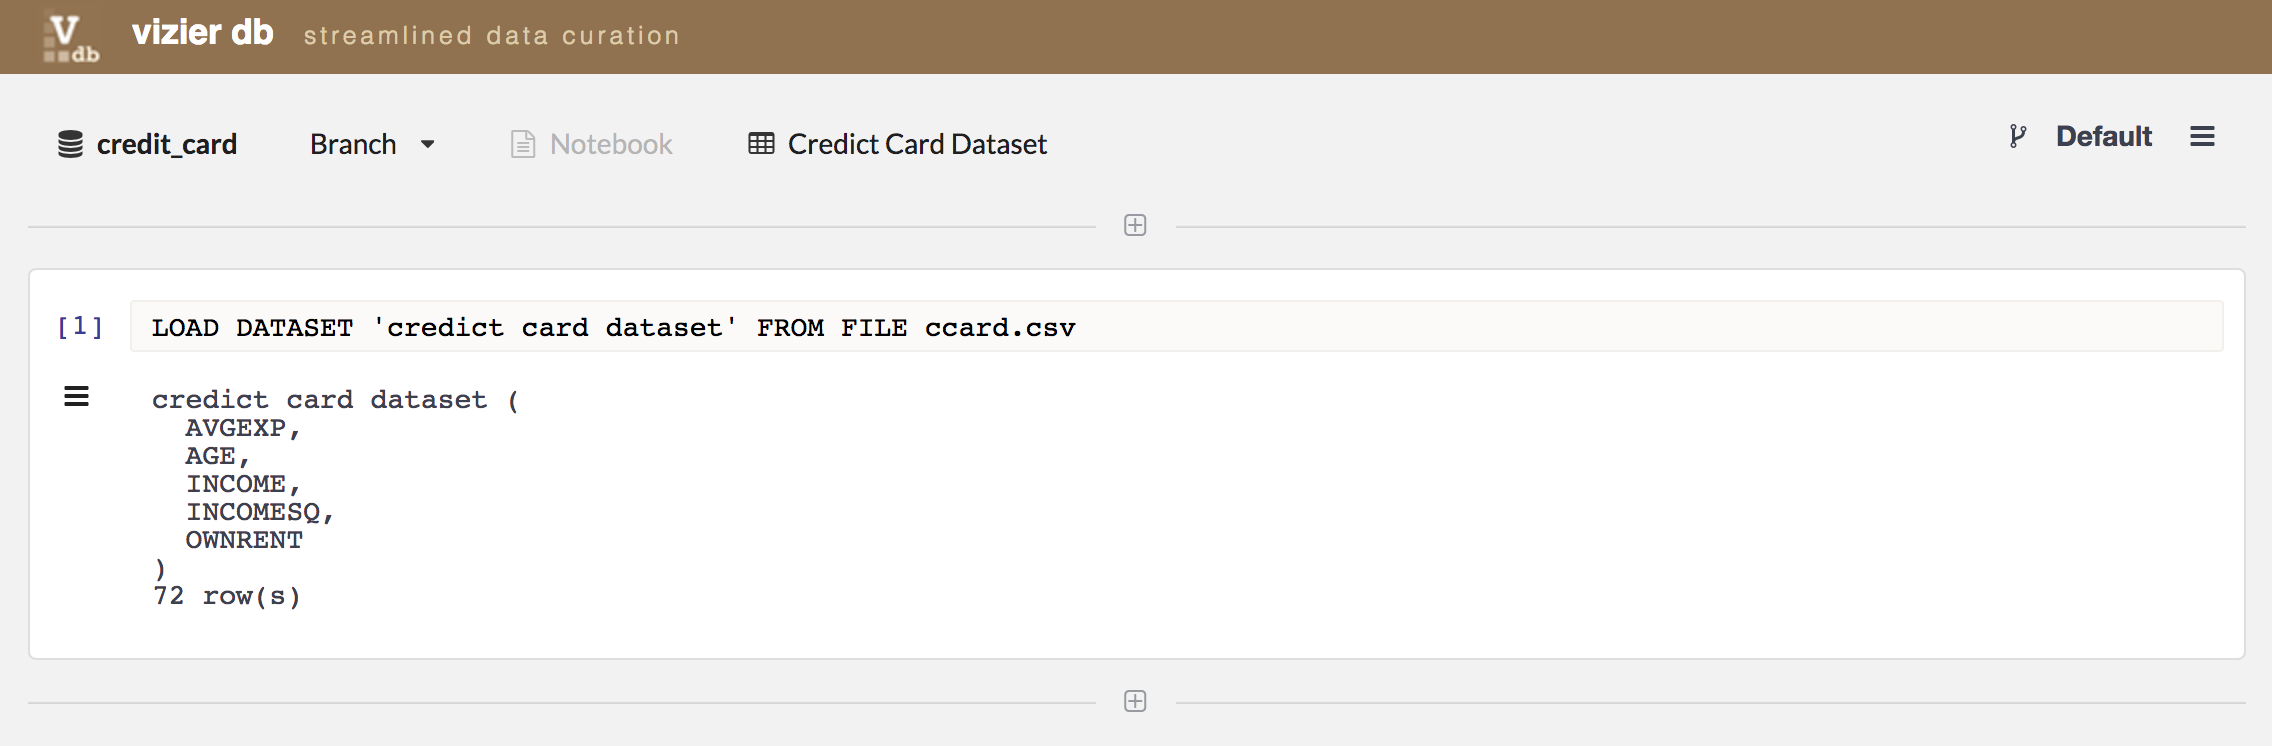 V db vizier db streamlined data curation
credit_card Branch Notebook Credict Card Dataset Default
[1] LOAD DATASET 'credict card dataset' FROM FILE ccard.csv
credict card dataset (
AVGEXP,
AGE,
INCOME,
INCOMESQ,
OWNRENT
)
72 row(s)